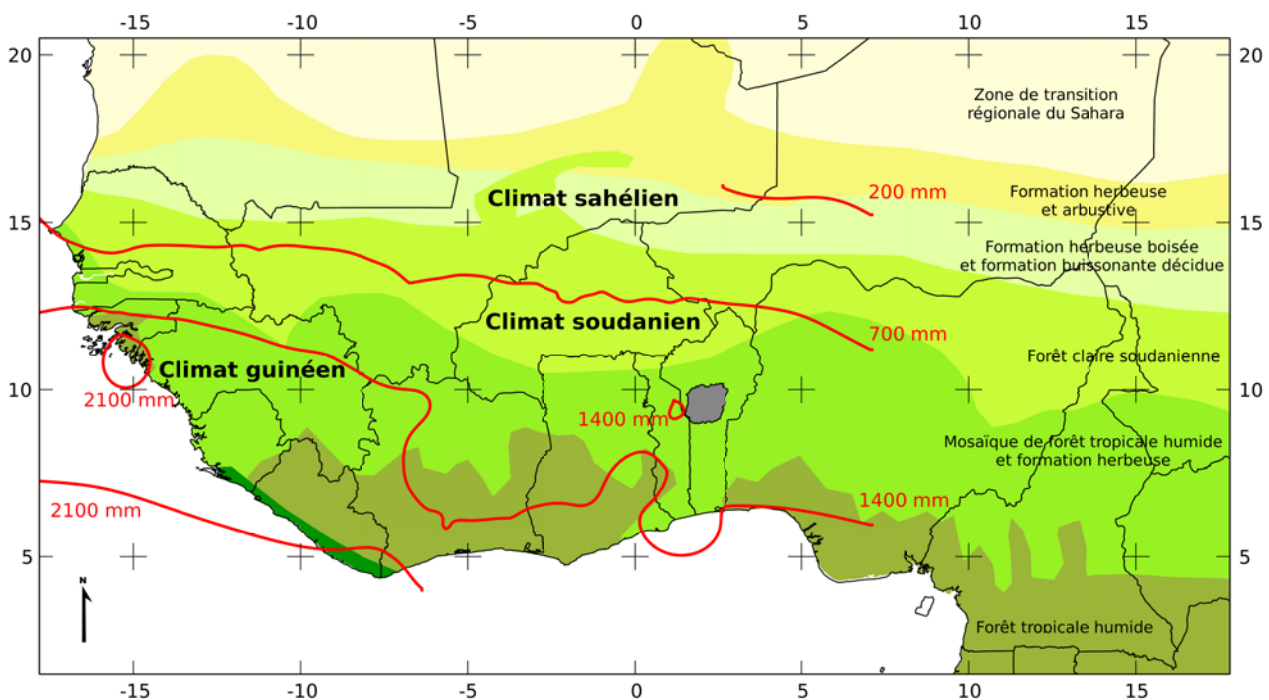 -15 -10 -5 0 5 10 15
20 20
Zone de transition
régionale du Sahara
200 mm
Formation herbeuse
et arbustive
Climat sahélien
15 15
Formation herbeuse boisée
et formation buissonante décidue
Climat soudanien
700 mm
Forêt claire soudanienne
Climat guinéen
10 10
2100 mm
1400 mm
Mosaïque de forêt tropicale humide
et formation herbeuse
1400 mm
2100 mm
5 5
N
Forêt tropicale humide
-15 -10 -5 0 5 10 15